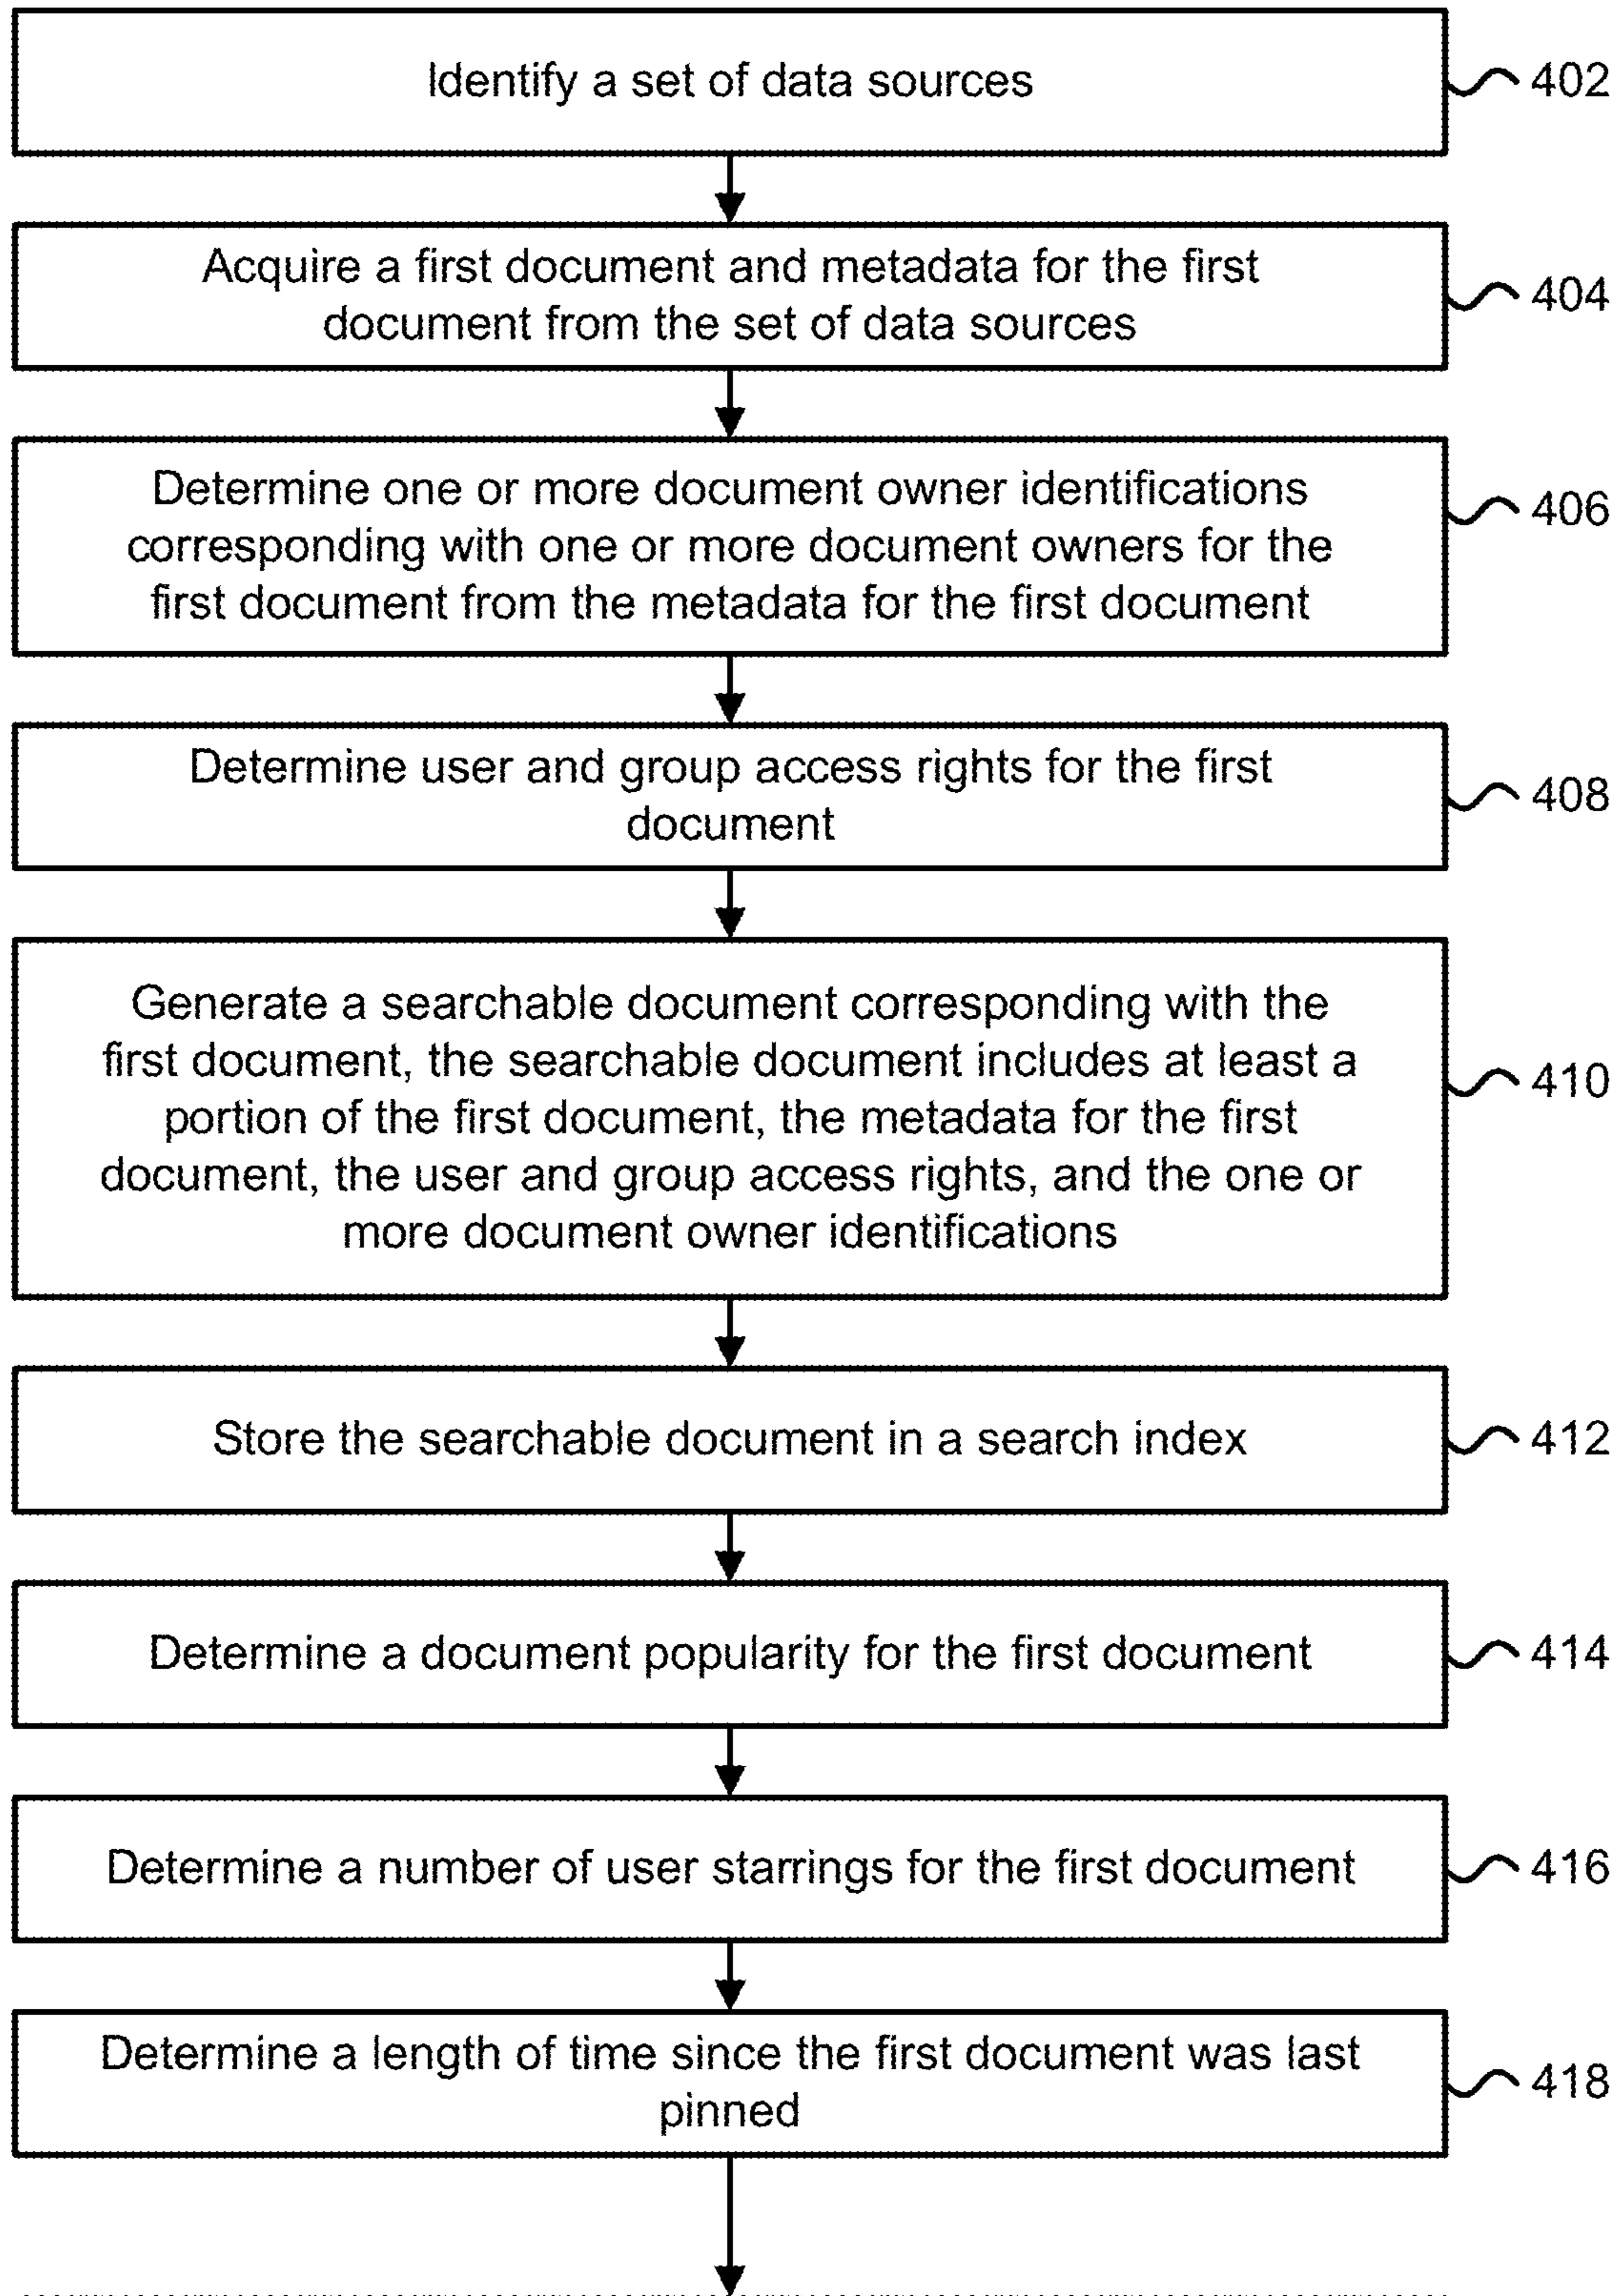 Identify a set of data sources
402
Acquire a first document and metadata for the first
document from the set of data sources
404
Determine one or more document owner identifications
corresponding with one or more document owners for the
first document from the metadata for the first document
406
Determine user and group access rights for the first
document
408
Generate a searchable document corresponding with the
first document, the searchable document includes at least a
portion of the first document, the metadata for the first
document, the user and group access rights, and the one or
more document owner identifications
410
Store the searchable document in a search index
412
Determine a document popularity for the first document
414
Determine a number of user starrings for the first document
416
Determine a length of time since the first document was last
pinned
418